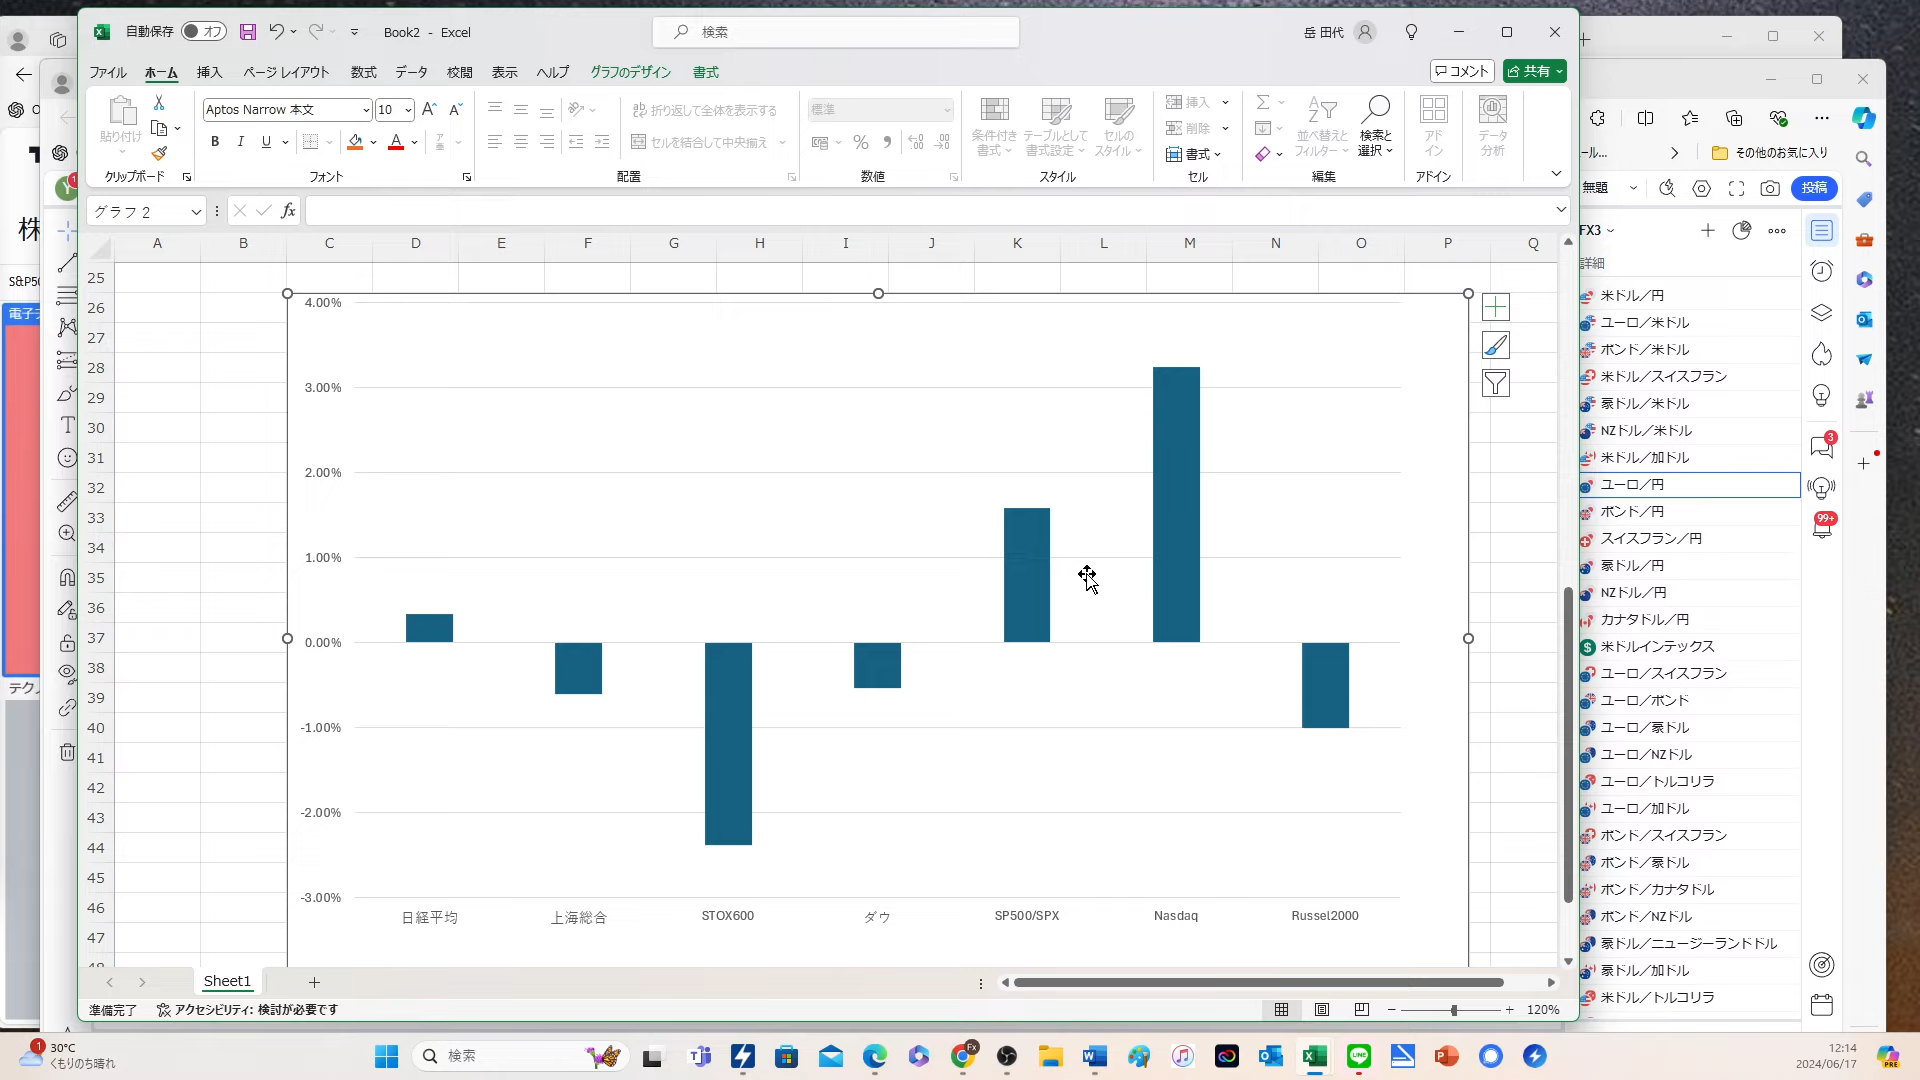 自動保存 オフ
Book2 - Excel
検索
岳 田代
ファイル ホーム 挿入 ページ レイアウト 数式 データ 校閲 表示 ヘルプ グラフのデザイン 書式
コメント 共有
貼り付け
クリップボード
Aptos Narrow 本文 10
B I U
フォント
折り返して全体を表示する
セルを結合して中央揃え
配置
標準
数値
条件付き書式 テーブルとして書式設定 セルのスタイル
スタイル
挿入
削除
書式
セル
並べ替えとフィルター 検索と選択
編集
アドイン
アドイン
データ分析
グラフ 2
fx
A B C D E F G H I J K L M N O P Q
25
26
27
28
29
30
31
32
33
34
35
36
37
38
39
40
41
42
43
44
45
46
47
4.00%
3.00%
2.00%
1.00%
0.00%
-1.00%
-2.00%
-3.00%
日経平均 上海総合 STOX600 ダウ SP500/SPX Nasdaq Russel2000
Sheet1
準備完了 アクセシビリティ: 検討が必要です
120%
株
S&P50
電子テ
テクノ
ール...
その他のお気に入り
無題 投稿
FX3
詳細
米ドル／円
ユーロ／米ドル
ポンド／米ドル
米ドル／スイスフラン
豪ドル／米ドル
NZドル／米ドル
米ドル／加ドル
ユーロ／円
ポンド／円
スイスフラン／円
豪ドル／円
NZドル／円
カナダドル／円
米ドルインデックス
ユーロ／スイスフラン
ユーロ／ポンド
ユーロ／豪ドル
ユーロ／NZドル
ユーロ／トルコリラ
ユーロ／加ドル
ポンド／スイスフラン
ポンド／豪ドル
ポンド／カナダドル
ポンド／NZドル
豪ドル／ニュージーランドドル
豪ドル／加ドル
米ドル／トルコリラ
3
99+
1
30°C
くもりのち晴れ
検索
12:14
2024/06/17